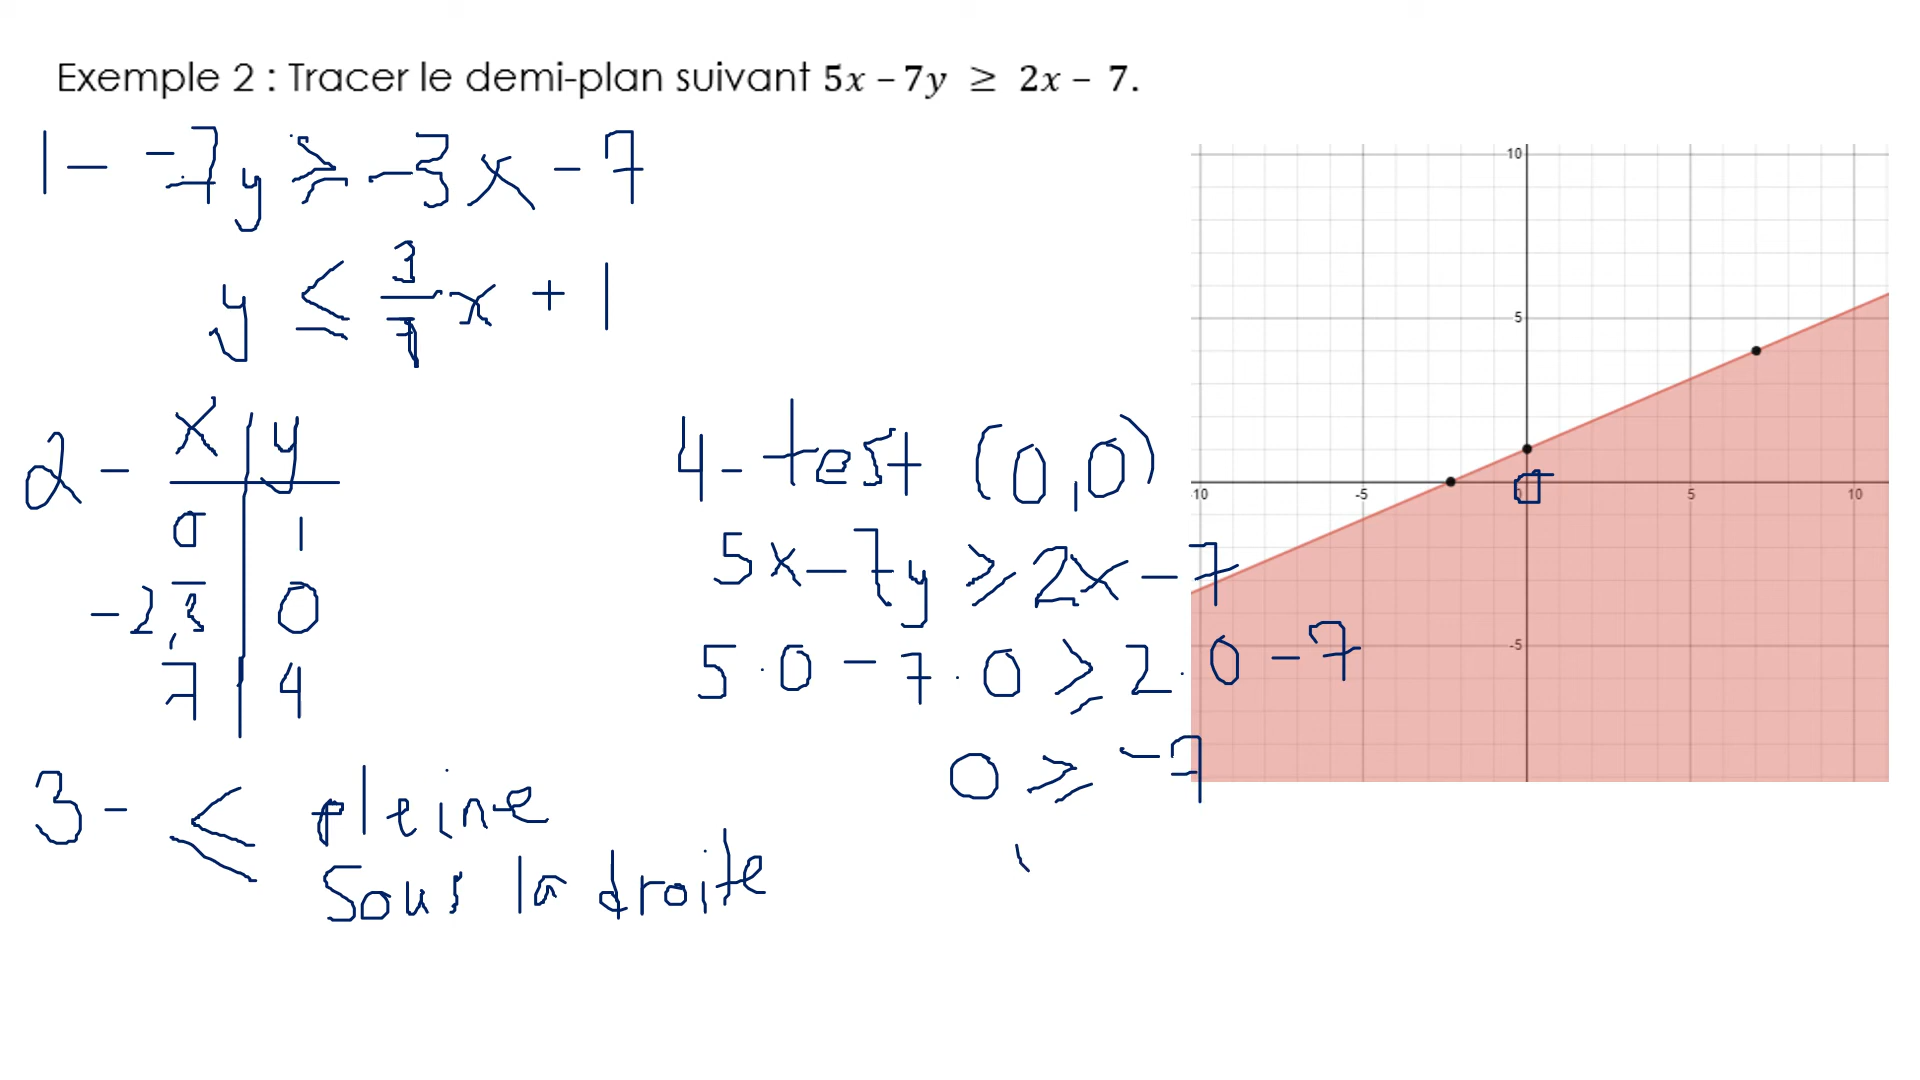 Exemple 2 : Tracer le demi-plan suivant 5x – 7y ≥ 2x – 7.
1 – -7y ≥ -3x - 7
y ≤ 3/7 x + 1
2 - x | y
0 | 1
-2,3̅ | 0
7 | 4
3 - ≤ pleine
Sous la droite
4 - test (0,0)
5x – 7y ≥ 2x – 7
5·0 – 7·0 ≥ 2·0 – 7
0 ≥ -7
10
5
-10 -5 0 5 10
-5